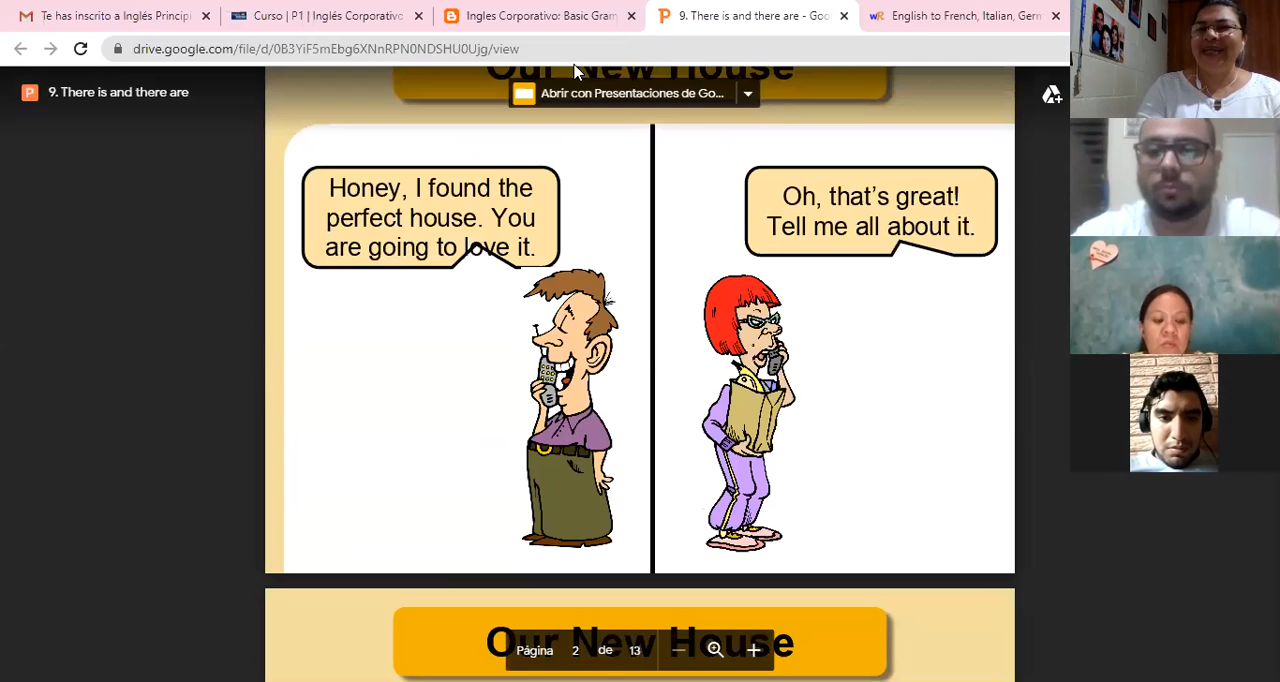 Te has inscrito a Inglés Principi
Curso | P1 | Inglés Corporativo
Ingles Corporativo: Basic Gram
9. There is and there are - Goo
English to French, Italian, Germ
drive.google.com/file/d/0B3YiF5mEbg6XNnRPN0NDSHU0Ujg/view
9. There is and there are
Our New House
Abrir con Presentaciones de Go...
Honey, I found the
perfect house. You
are going to love it.
Oh, that's great!
Tell me all about it.
Our New House
Página 2 de 13